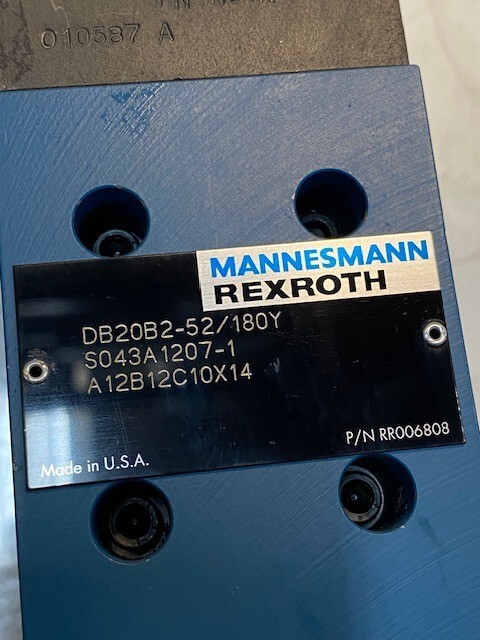 010587 A
MANNESMANN
REXROTH
DB20B2-52/180Y
S043A1207-1
A12B12C10X14
P/N RR006808
Made in U.S.A.